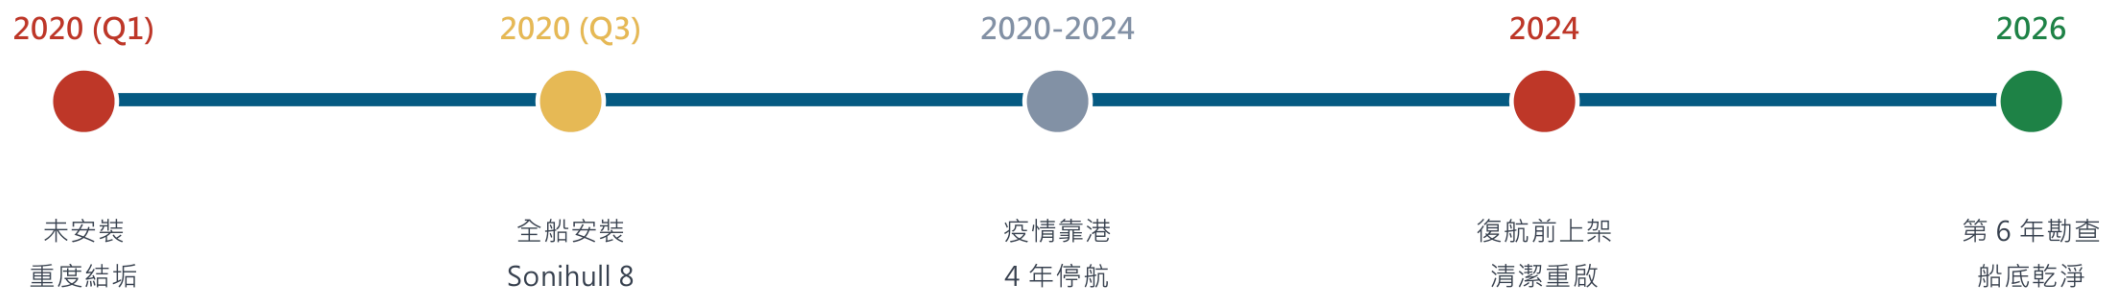 2020 (Q1)
未安裝
重度結垢
2020 (Q3)
全船安裝
Sonihull 8
2020-2024
疫情靠港
4 年停航
2024
復航前上架
清潔重啟
2026
第 6 年勘查
船底乾淨